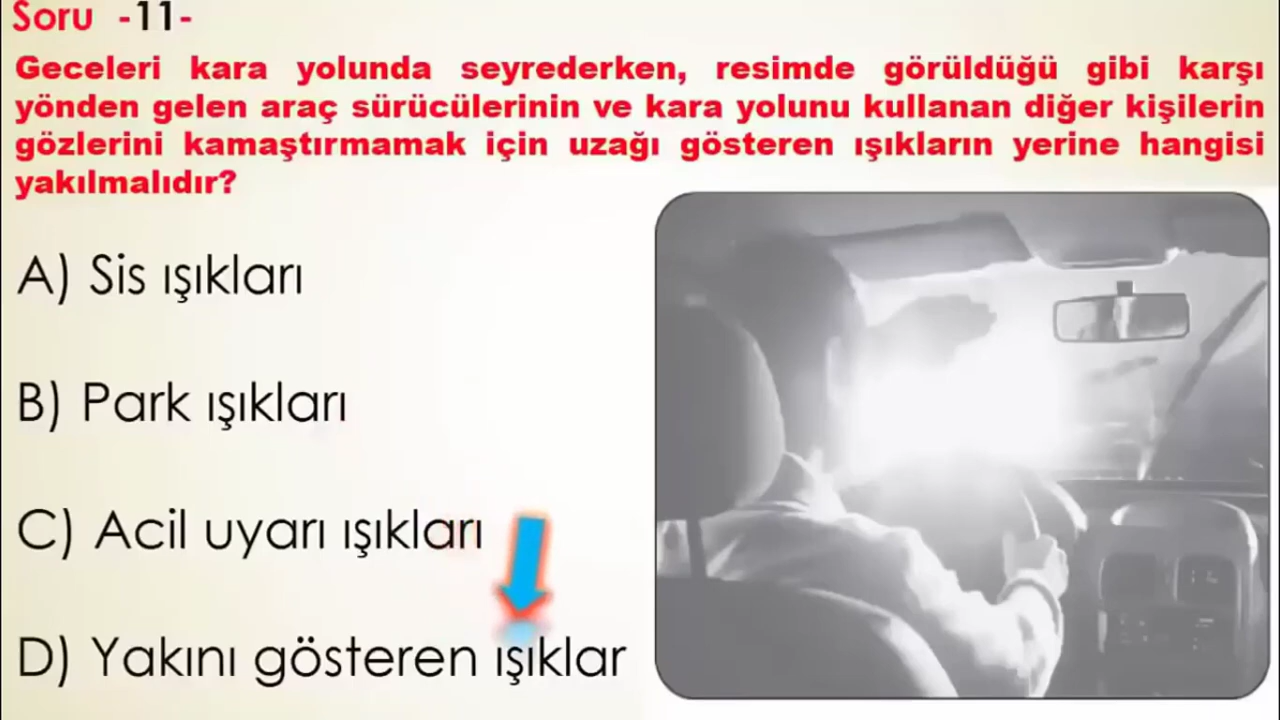 Soru -11-
Geceleri kara yolunda seyrederken, resimde görüldüğü gibi karşı
yönden gelen araç sürücülerinin ve kara yolunu kullanan diğer kişilerin
gözlerini kamaştırmamak için uzağı gösteren ışıkların yerine hangisi
yakılmalıdır?
A) Sis ışıkları
B) Park ışıkları
C) Acil uyarı ışıkları
D) Yakını gösteren ışıklar